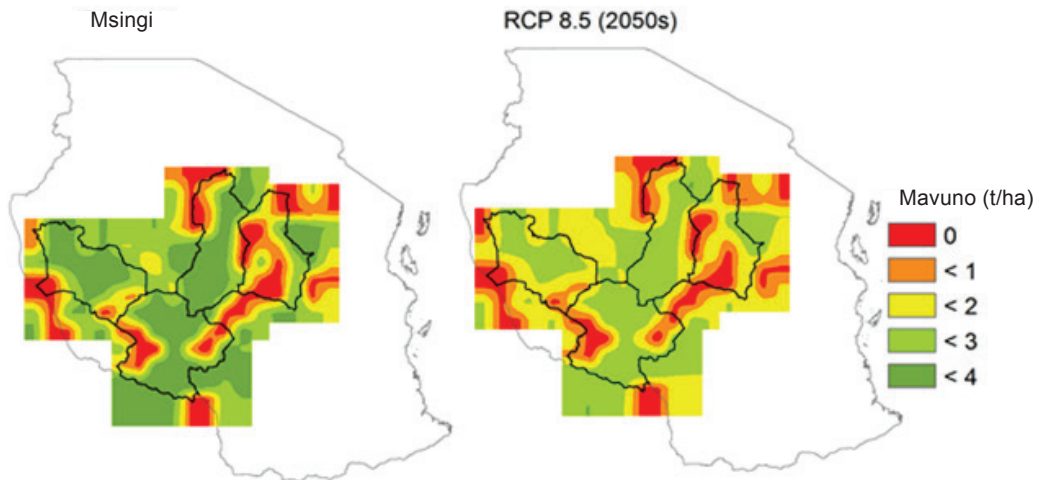 Msingi
RCP 8.5 (2050s)
Mavuno (t/ha)
0
< 1
< 2
< 3
< 4